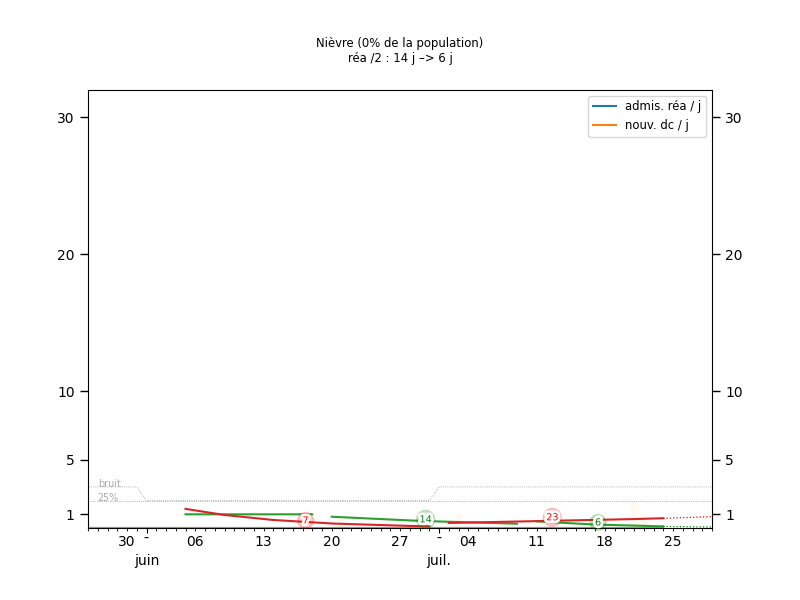 Nièvre (0% de la population)
réa /2 : 14 j –> 6 j
admis. réa / j
nouv. dc / j
30 30
20 20
10 10
5 5
bruit
25%
1 1
7 14 23 6
30 06 13 20 27 04 11 18 25
juin juil.